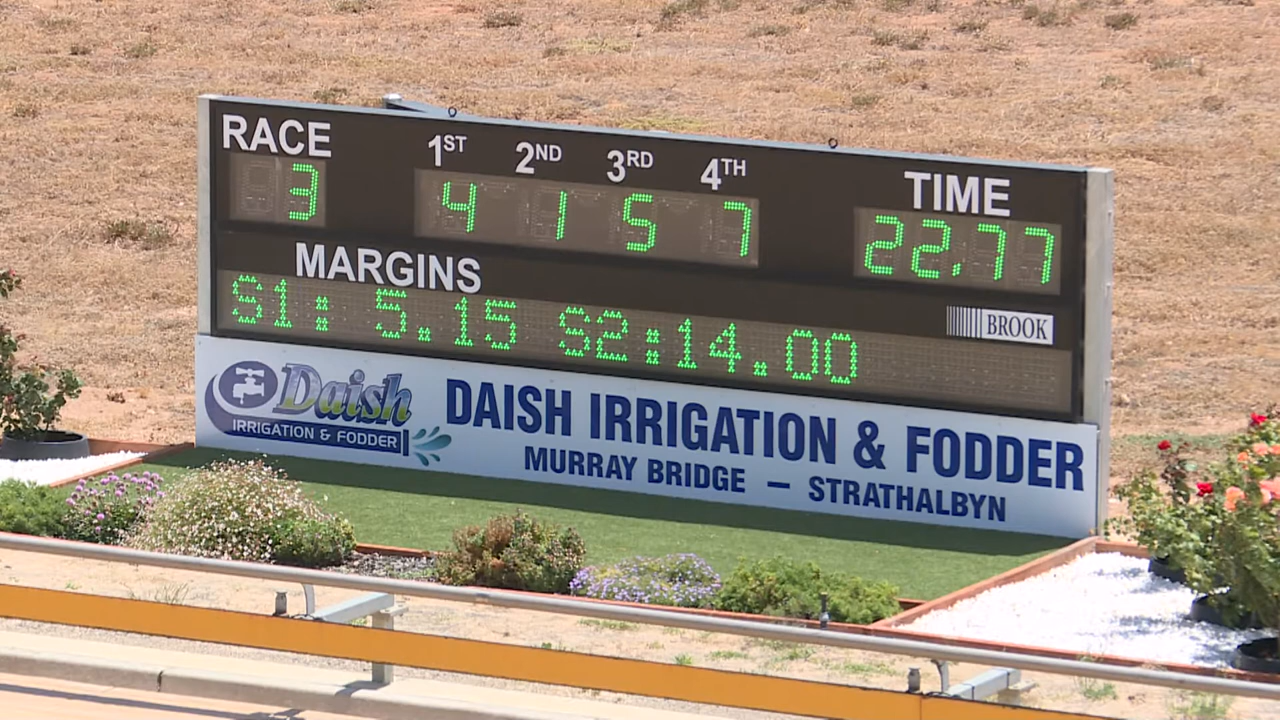 RACE 1ST 2ND 3RD 4TH TIME
3 4 1 5 7 22.77
MARGINS
S1: 5.15 S2:14.00
BROOK
Daish
IRRIGATION & FODDER
DAISH IRRIGATION & FODDER
MURRAY BRIDGE – STRATHALBYN